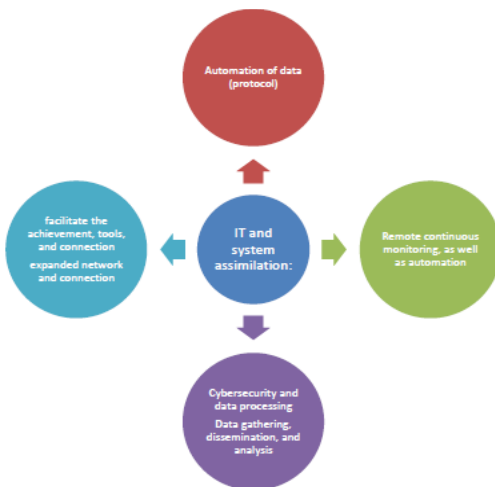 Automation of data
(protocol)
facilitate the
achievement, tools,
and connection
expanded network
and connection
IT and
system
assimilation:
Remote continuous
monitoring, as well
as automation
Cybersecurity and
data processing
Data gathering,
dissemination, and
analysis